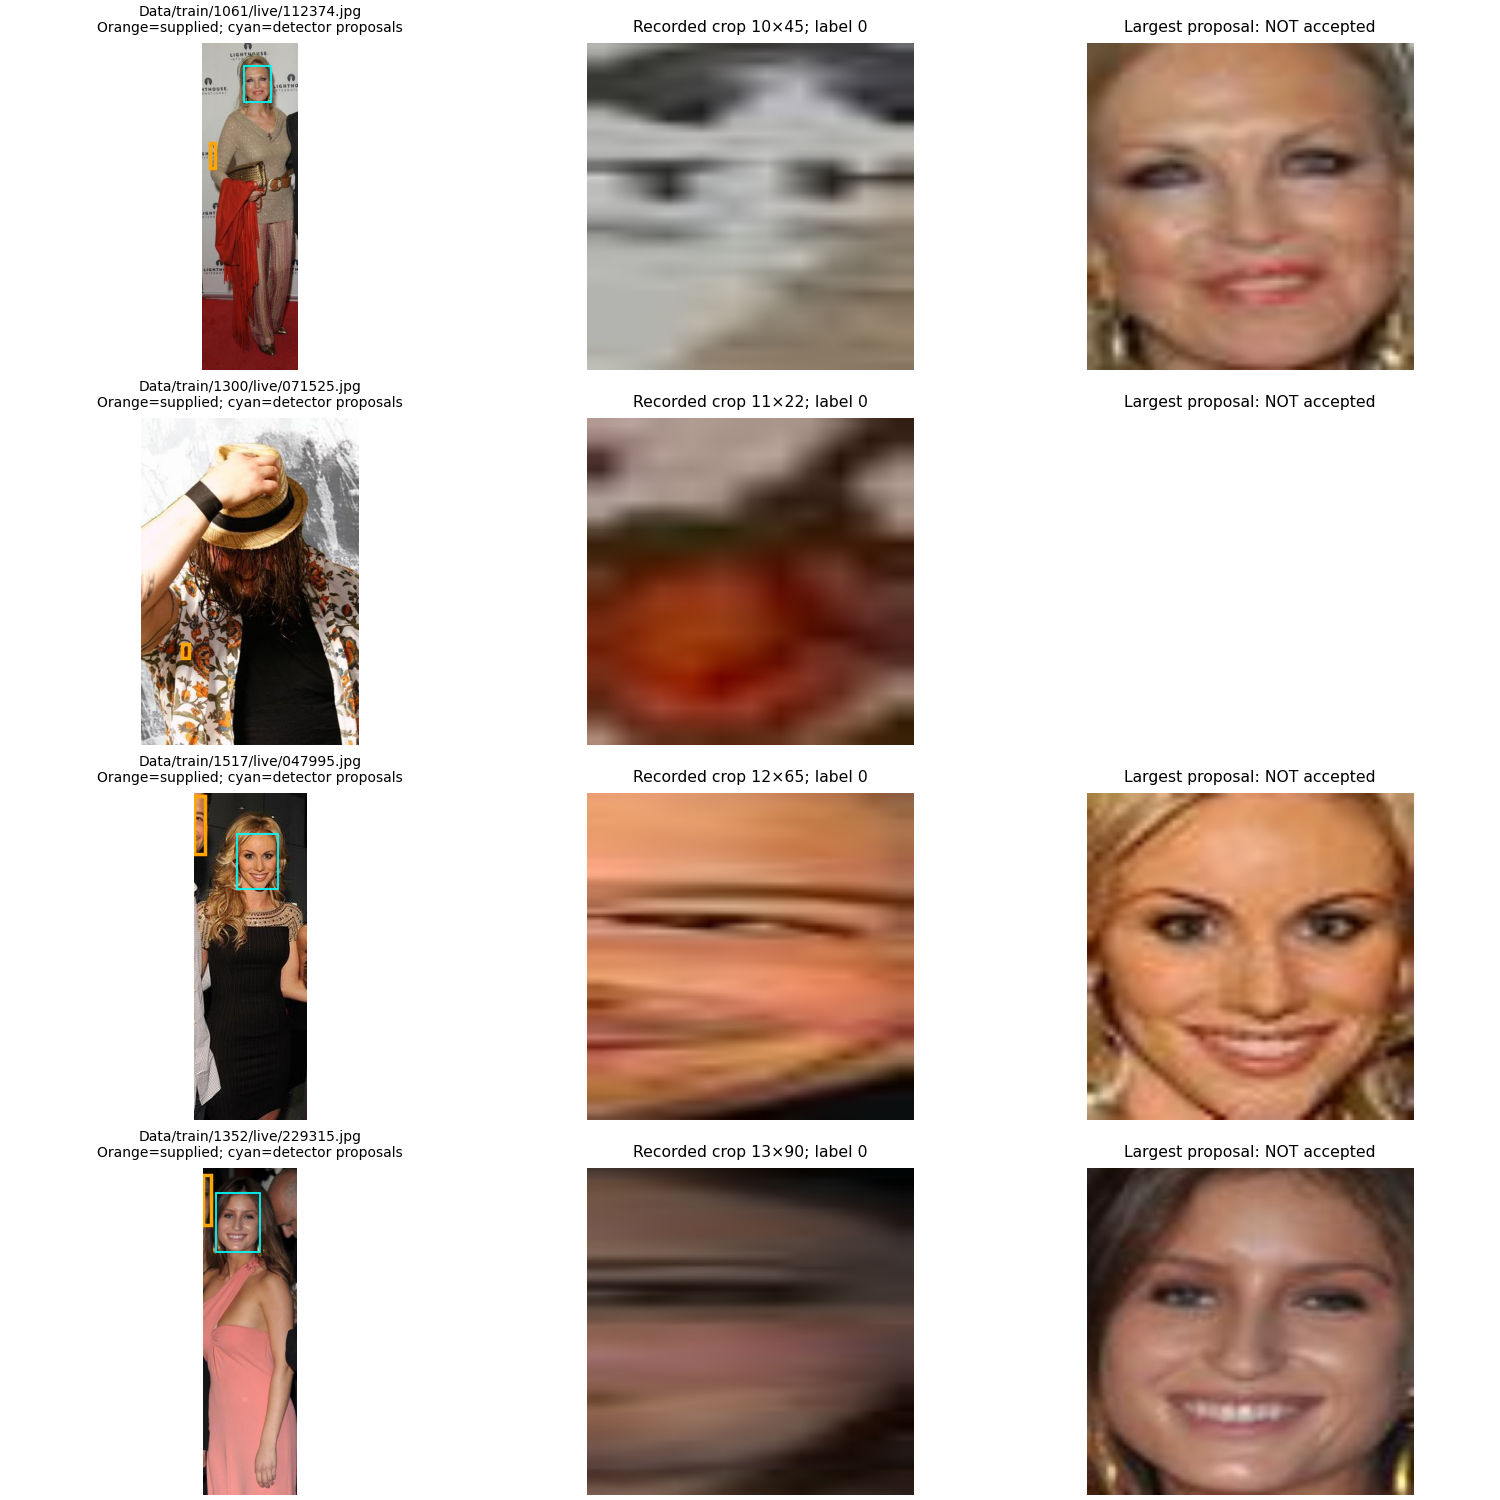 Data/train/1061/live/112374.jpg
Orange=supplied; cyan=detector proposals
Recorded crop 10×45; label 0
Largest proposal: NOT accepted
LIGHTHOUSE
Data/train/1300/live/071525.jpg
Orange=supplied; cyan=detector proposals
Recorded crop 11×22; label 0
Largest proposal: NOT accepted
Data/train/1517/live/047995.jpg
Orange=supplied; cyan=detector proposals
Recorded crop 12×65; label 0
Largest proposal: NOT accepted
Data/train/1352/live/229315.jpg
Orange=supplied; cyan=detector proposals
Recorded crop 13×90; label 0
Largest proposal: NOT accepted